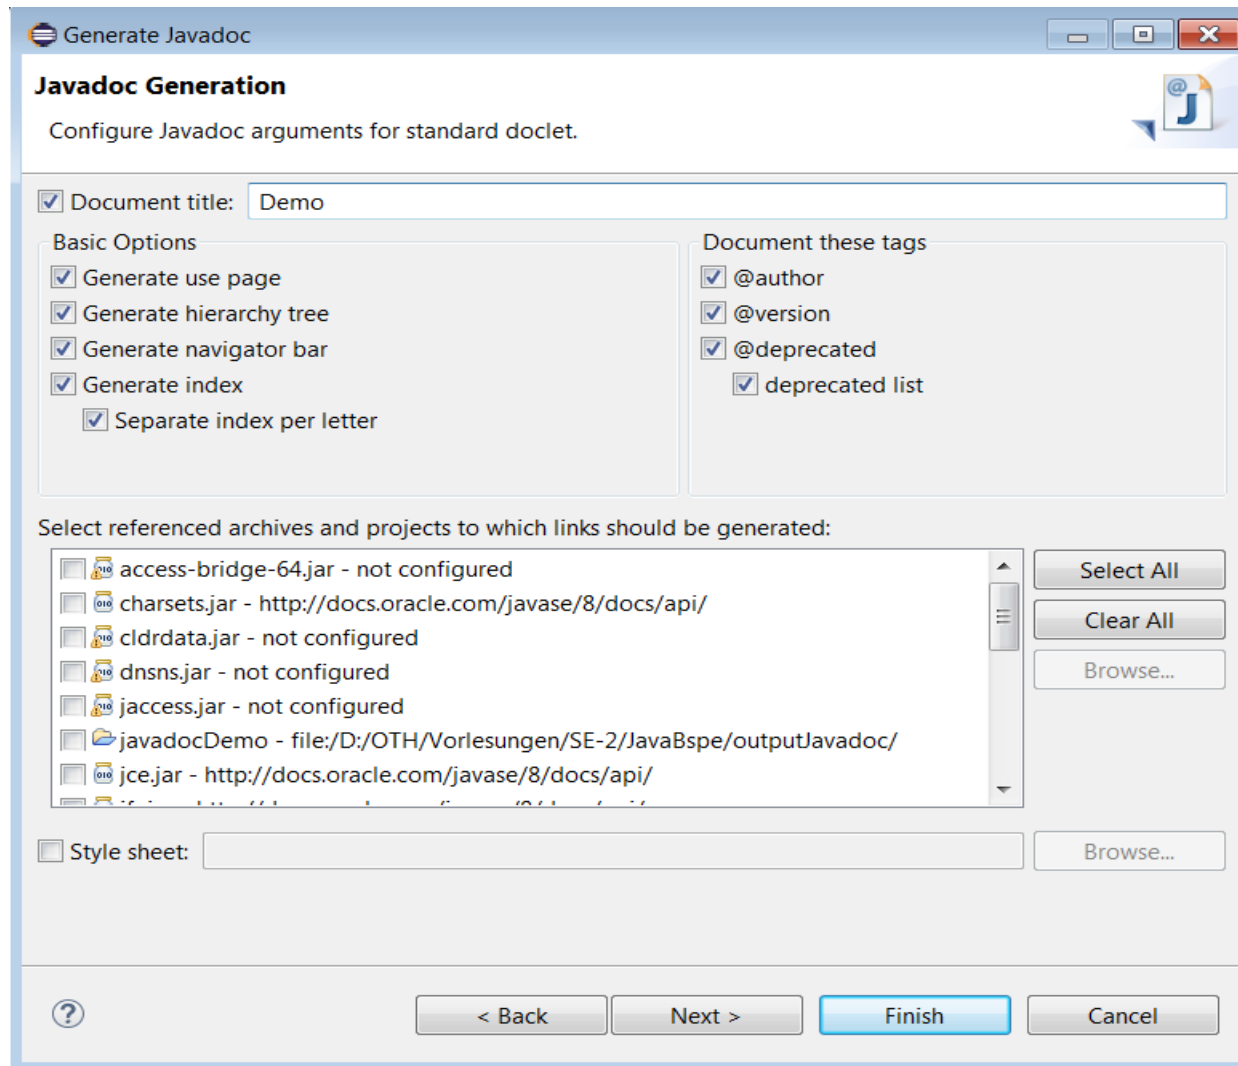 Generate Javadoc
Javadoc Generation
Configure Javadoc arguments for standard doclet.
Document title: Demo
Basic Options
Generate use page
Generate hierarchy tree
Generate navigator bar
Generate index
Separate index per letter
Document these tags
@author
@version
@deprecated
deprecated list
Select referenced archives and projects to which links should be generated:
access-bridge-64.jar - not configured
charsets.jar - http://docs.oracle.com/javase/8/docs/api/
cldrdata.jar - not configured
dnsns.jar - not configured
jaccess.jar - not configured
javadocDemo - file:/D:/OTH/Vorlesungen/SE-2/JavaBspe/outputJavadoc/
jce.jar - http://docs.oracle.com/javase/8/docs/api/
Select All
Clear All
Browse...
Style sheet:
Browse...
< Back
Next >
Finish
Cancel